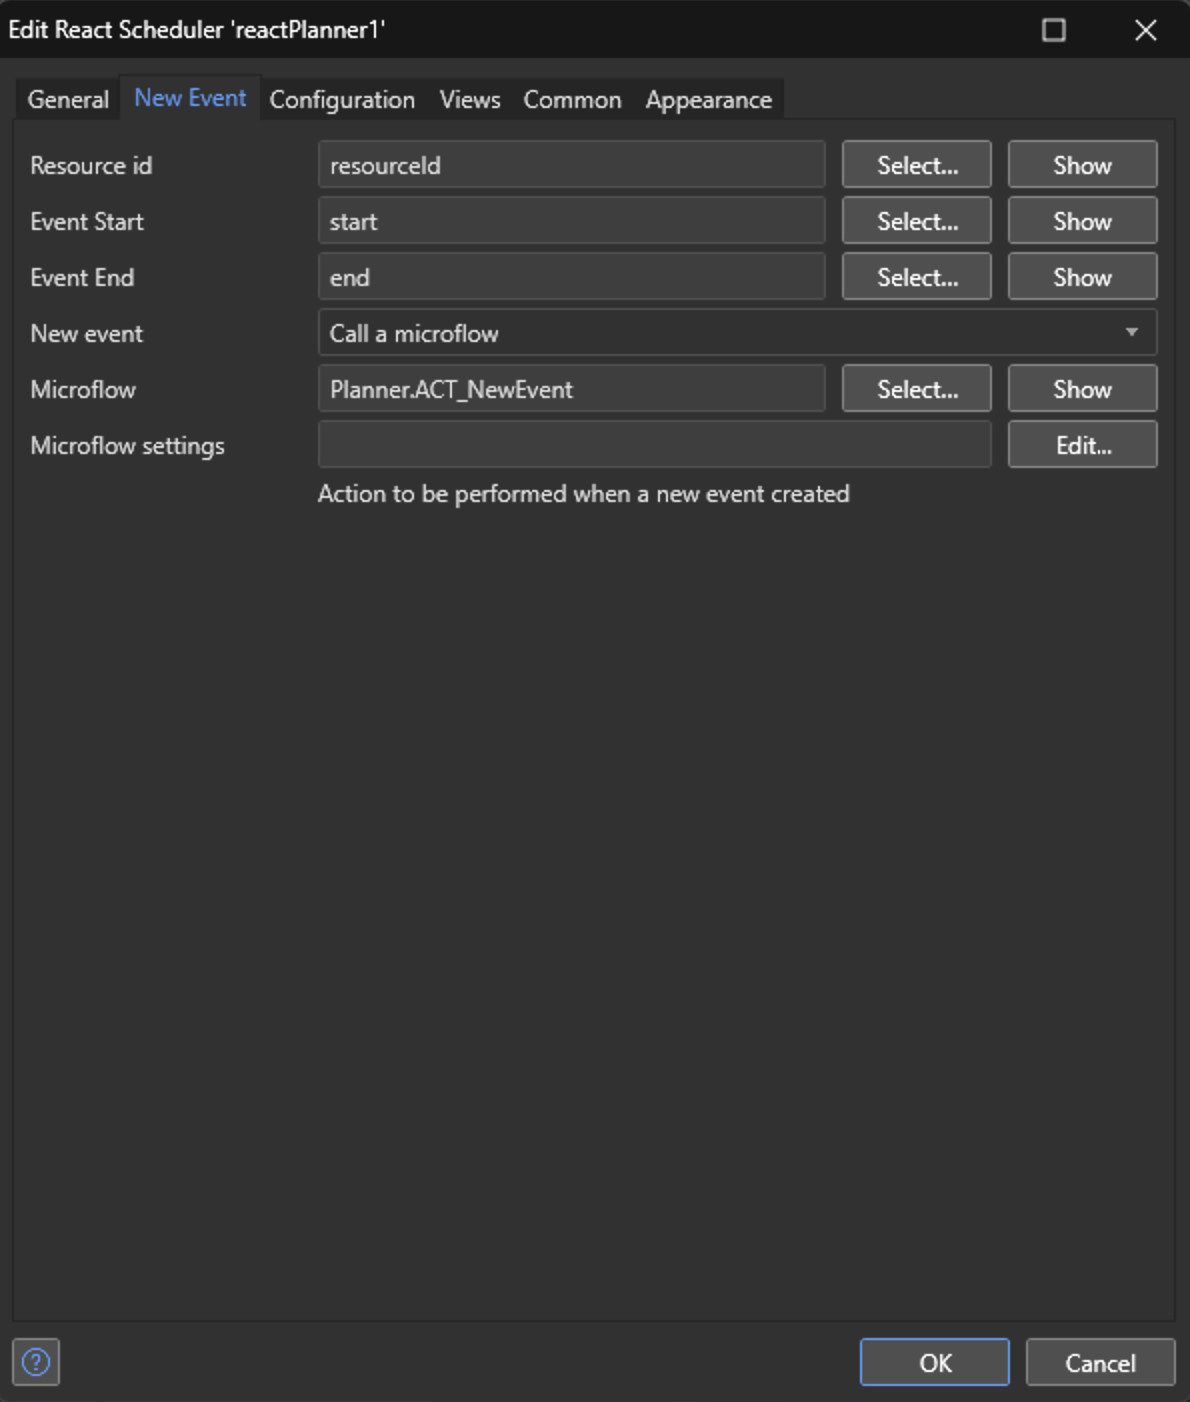 Edit React Scheduler 'reactPlanner1'
General New Event Configuration Views Common Appearance
Resource id resourceId Select... Show
Event Start start Select... Show
Event End end Select... Show
New event Call a microflow
Microflow Planner.ACT_NewEvent Select... Show
Microflow settings Edit...
Action to be performed when a new event created
? OK Cancel